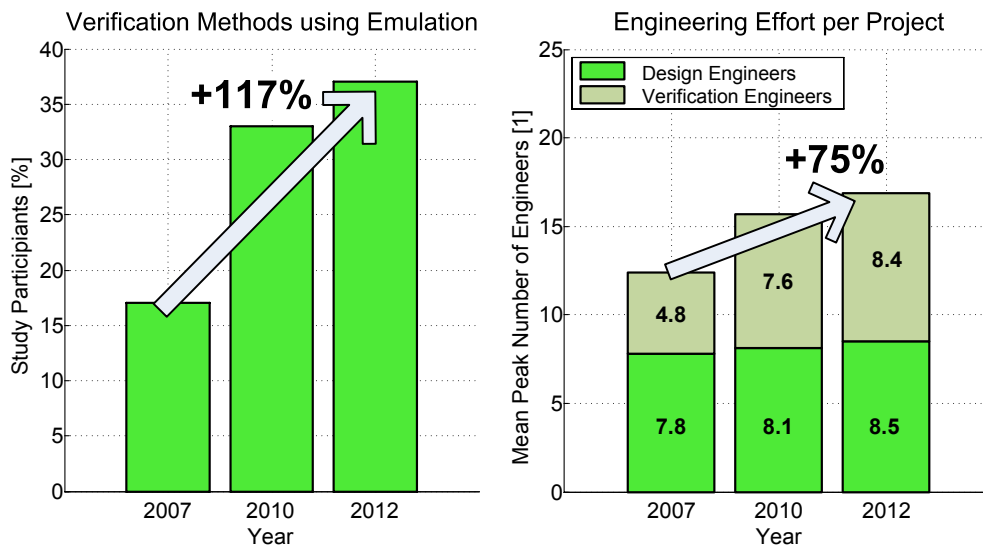 Verification Methods using Emulation
40
35
30
25
20
15
10
5
0
Study Participiants [%]
+117%
2007 2010 2012
Year
Engineering Effort per Project
25
20
15
10
5
0
Mean Peak Number of Engineers [1]
Design Engineers
Verification Engineers
+75%
4.8 7.6 8.4
7.8 8.1 8.5
2007 2010 2012
Year